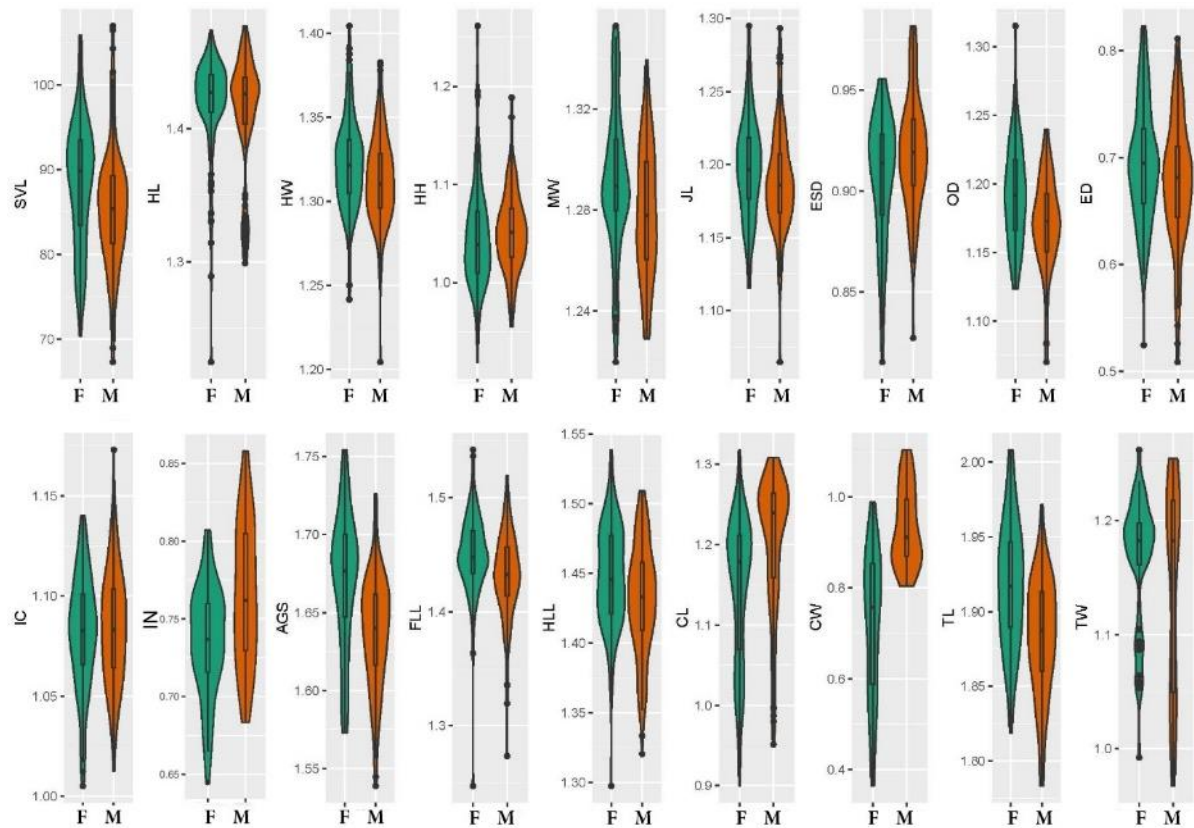 SVL
100
90
80
70
F M
HL
1.4
1.3
F M
HW
1.40
1.35
1.30
1.25
1.20
F M
HH
1.2
1.1
1.0
F M
MW
1.32
1.28
1.24
F M
JL
1.30
1.25
1.20
1.15
1.10
F M
ESD
0.95
0.90
0.85
F M
OD
1.30
1.25
1.20
1.15
1.10
F M
ED
0.8
0.7
0.6
0.5
F M
IC
1.15
1.10
1.05
1.00
F M
IN
0.85
0.80
0.75
0.70
0.65
F M
AGS
1.75
1.70
1.65
1.60
1.55
F M
FLL
1.5
1.4
1.3
F M
HLL
1.55
1.50
1.45
1.40
1.35
1.30
F M
CL
1.3
1.2
1.1
1.0
0.9
F M
CW
1.0
0.8
0.6
0.4
F M
TL
2.00
1.95
1.90
1.85
1.80
F M
TW
1.2
1.1
1.0
F M